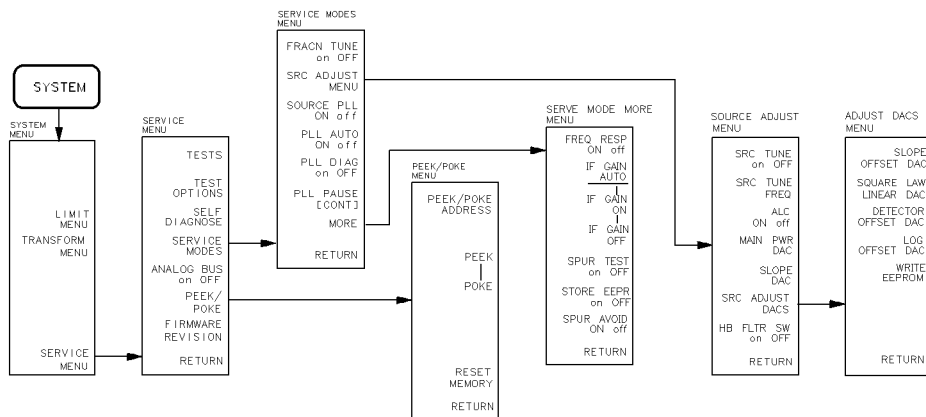 SYSTEM
SYSTEM
MENU
LIMIT
MENU
TRANSFORM
MENU
SERVICE
MENU
SERVICE
MENU
TESTS
TEST
OPTIONS
SELF
DIAGNOSE
SERVICE
MODES
ANALOG BUS
on OFF
PEEK/
POKE
FIRMWARE
REVISION
RETURN
SERVICE MODES
MENU
FRACN TUNE
on OFF
SRC ADJUST
MENU
SOURCE PLL
ON off
PLL AUTO
ON off
PLL DIAG
on OFF
PLL PAUSE
[CONT]
MORE
RETURN
PEEK/POKE
MENU
PEEK/POKE
ADDRESS
PEEK
POKE
RESET
MEMORY
RETURN
SERVE MODE MORE
MENU
FREQ RESP
ON off
IF GAIN
AUTO
IF GAIN
ON
IF GAIN
OFF
SPUR TEST
on OFF
STORE EEPR
on OFF
SPUR AVOID
ON off
RETURN
SOURCE ADJUST
MENU
SRC TUNE
on OFF
SRC TUNE
FREQ
ALC
ON off
MAIN PWR
DAC
SLOPE
DAC
SRC ADJUST
DACS
HB FLTR SW
on OFF
RETURN
ADJUST DACS
MENU
SLOPE
OFFSET DAC
SQUARE LAW
LINEAR DAC
DETECTOR
OFFSET DAC
LOG
OFFSET DAC
WRITE
EEPROM
RETURN